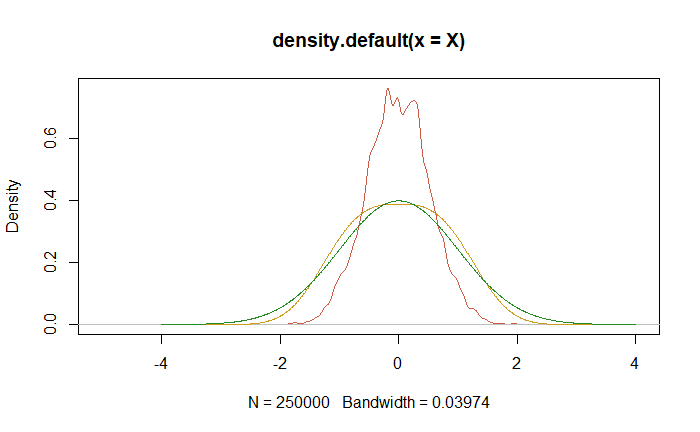 density.default(x = X)
Density
0.0 0.2 0.4 0.6
-4 -2 0 2 4
N = 250000 Bandwidth = 0.03974